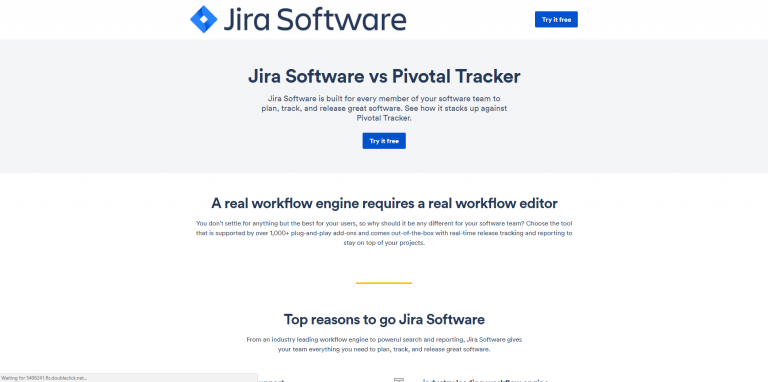 Jira Software
Try it free
Jira Software vs Pivotal Tracker
Jira Software is built for every member of your software team to
plan, track, and release great software. See how it stacks up against
Pivotal Tracker.
Try it free
A real workflow engine requires a real workflow editor
You don't settle for anything but the best for your users, so why should it be any different for your software team? Choose the tool
that is supported by over 1,000+ plug-and-play add-ons and comes out-of-the-box with real-time release tracking and reporting to
stay on top of your projects.
Top reasons to go Jira Software
From an industry leading workflow engine to powerul search and reporting, Jira Software gives
your team everything you need to plan, track, and release great software.
Waiting for 5406241.fls.doubleclick.net...